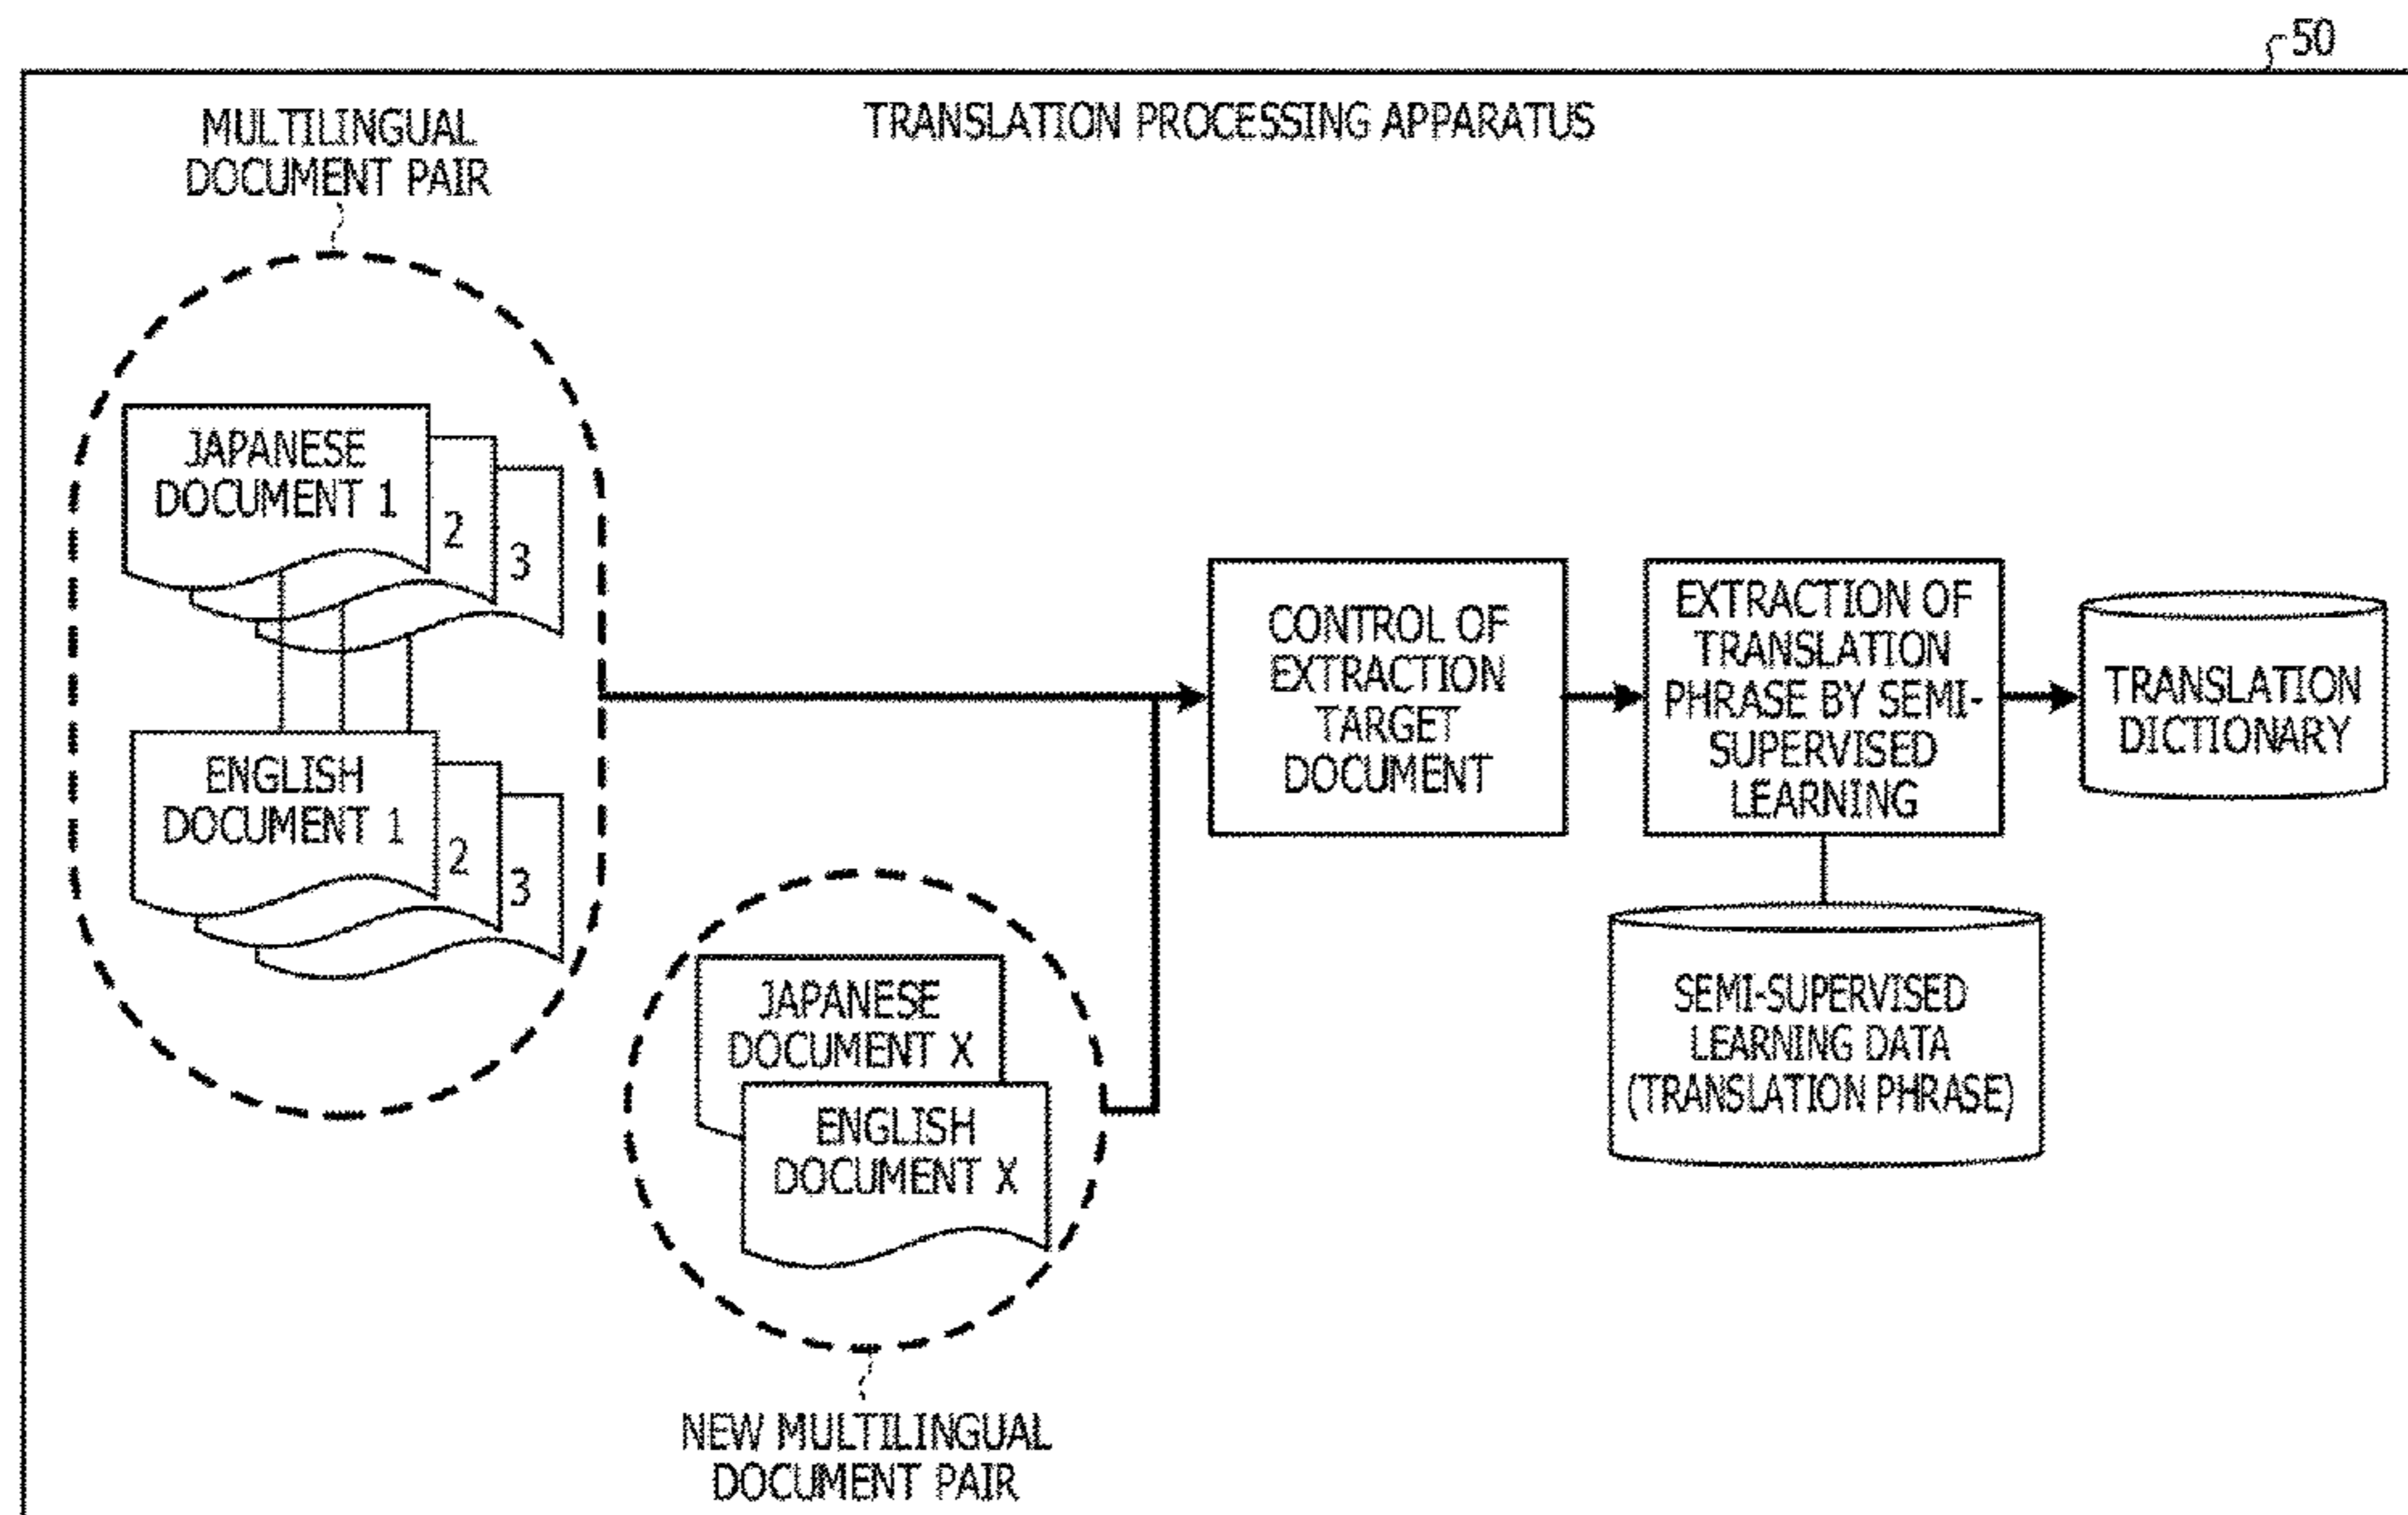 50
TRANSLATION PROCESSING APPARATUS
MULTILINGUAL
DOCUMENT PAIR
JAPANESE
DOCUMENT 1
2
3
ENGLISH
DOCUMENT 1
2
3
JAPANESE
DOCUMENT X
ENGLISH
DOCUMENT X
NEW MULTILINGUAL
DOCUMENT PAIR
CONTROL OF
EXTRACTION
TARGET
DOCUMENT
EXTRACTION OF
TRANSLATION
PHRASE BY SEMI-
SUPERVISED
LEARNING
SEMI-SUPERVISED
LEARNING DATA
(TRANSLATION PHRASE)
TRANSLATION
DICTIONARY